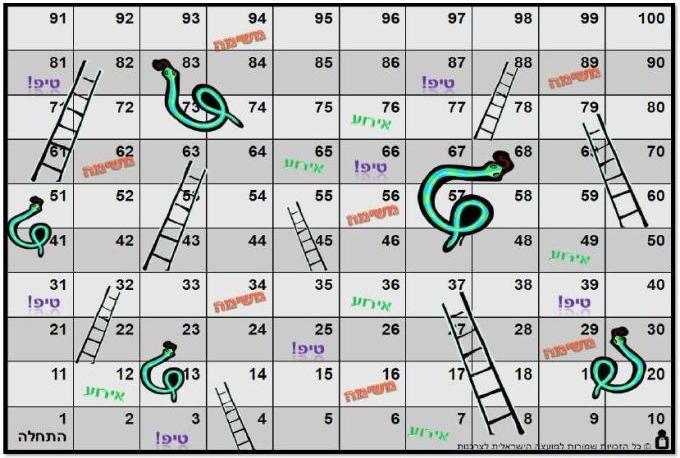 91 92 93 94 95 96 97 98 99 100
משימה
81 82 83 84 85 86 87 88 89 90
טיפ! טיפ! משימה
72 73 74 75 76 77 78 79 80
אירוע
61 62 63 64 65 66 67 68 70
משימה אירוע טיפ!
51 52 54 55 56 57 58 59 60
משימה
41 42 43 44 45 46 48 49 50
אירוע
31 32 33 34 35 36 37 38 39 40
טיפ! משימה אירוע טיפ!
21 22 23 24 25 26 28 29 30
טיפ! משימה
11 12 13 14 15 16 17 18 19 20
אירוע משימה
1 2 3 4 5 6 7 8 9 10
התחלה טיפ! אירוע
© כל הזכויות שמורות למועצה הישראלית לצרכנות